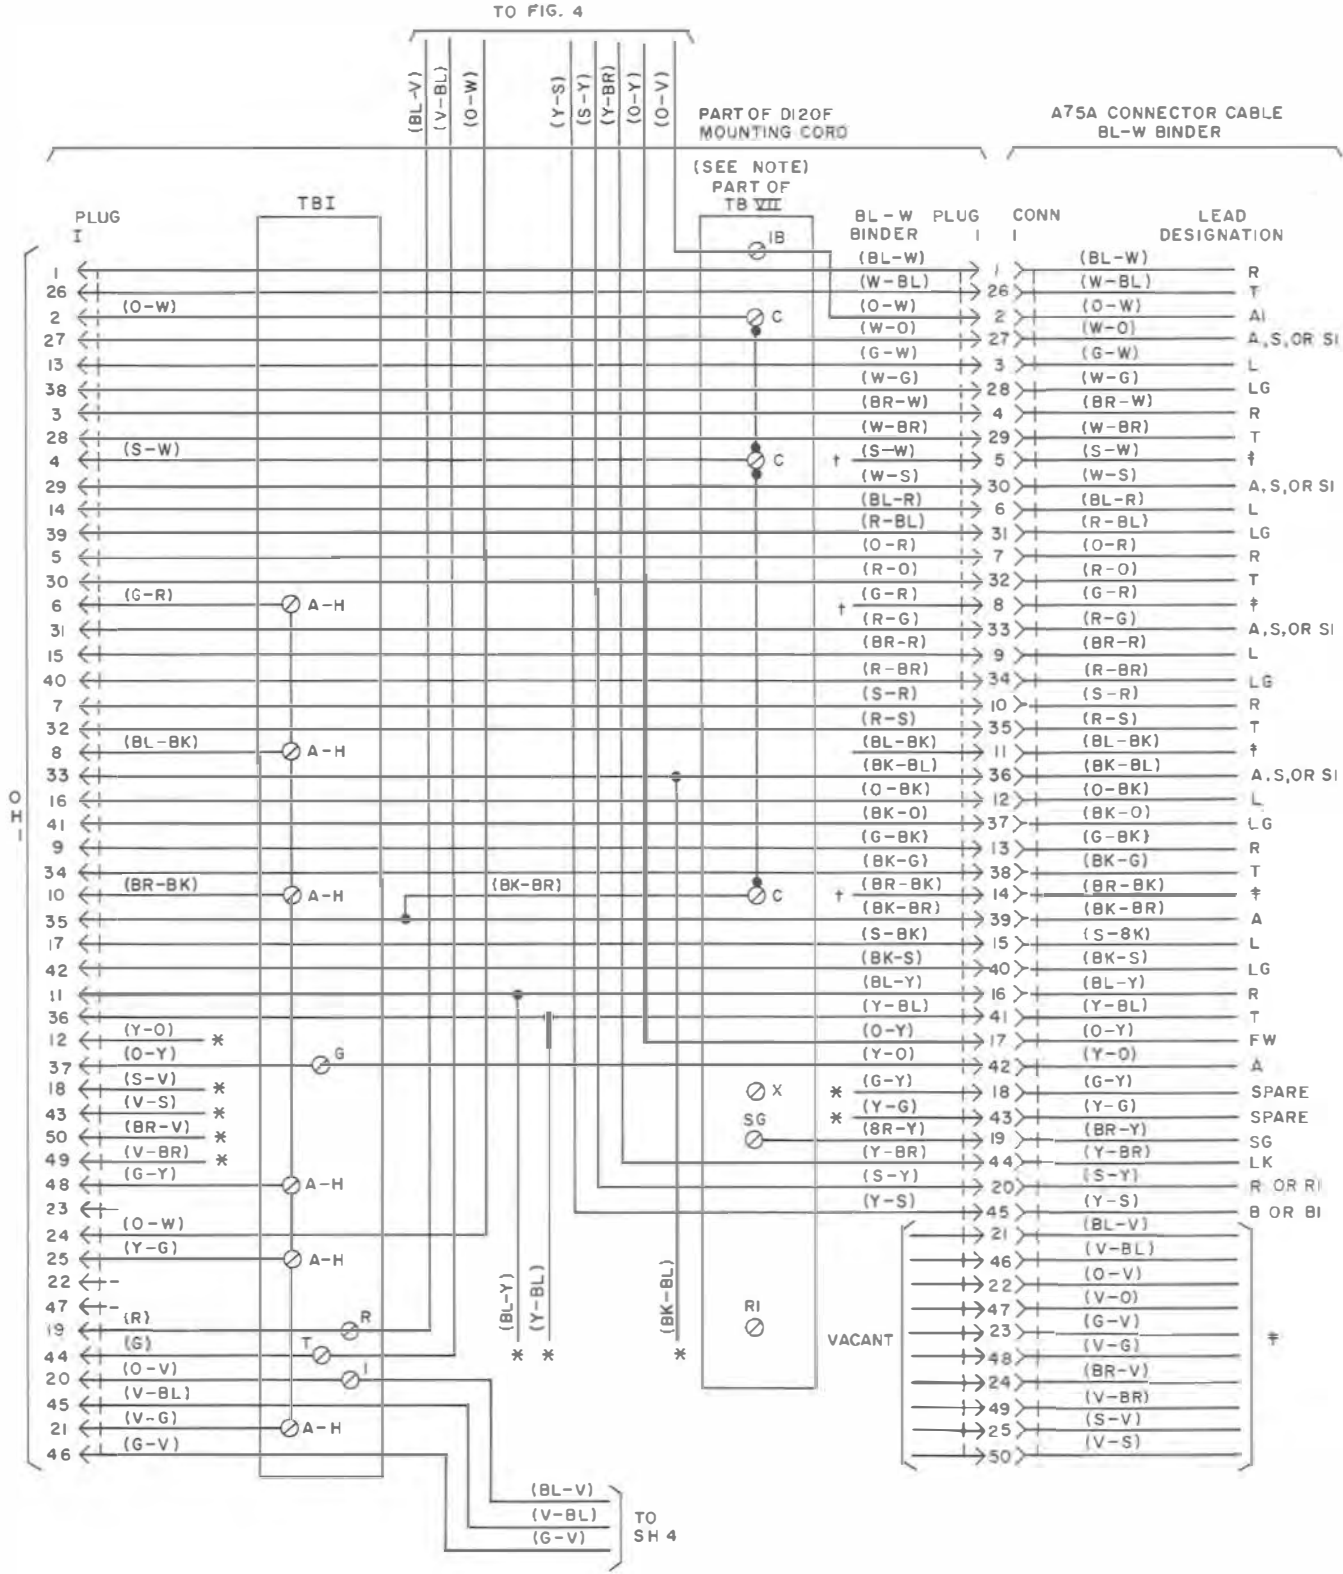 TO FIG. 4
(BL-V)
(V-BL)
(O-W)
(Y-S)
(S-Y)
(Y-BR)
(O-Y)
(O-V)
PART OF D120F
MOUNTING CORD
A75A CONNECTOR CABLE
BL-W BINDER
(SEE NOTE)
PART OF
TB VII
PLUG
I
TBI
BL-W
BINDER
PLUG
I
CONN
I
LEAD
DESIGNATION
OHI
IB
1 (BL-W) 1 (BL-W) R
26 (W-BL) 26 (W-BL) T
2 (O-W) C (O-W) 2 (O-W) A1
27 (W-O) 27 (W-O) A,S,OR S1
13 (G-W) 3 (G-W) L
38 (W-G) 28 (W-G) LG
3 (BR-W) 4 (BR-W) R
28 (W-BR) 29 (W-BR) T
4 (S-W) C † (S-W) 5 (S-W) ‡
29 (W-S) 30 (W-S) A,S,OR S1
14 (BL-R) 6 (BL-R) L
39 (R-BL) 31 (R-BL) LG
5 (O-R) 7 (O-R) R
30 (R-O) 32 (R-O) T
6 (G-R) A-H † (G-R) 8 (G-R) ‡
31 (R-G) 33 (R-G) A,S,OR S1
15 (BR-R) 9 (BR-R) L
40 (R-BR) 34 (R-BR) LG
7 (S-R) 10 (S-R) R
32 (R-S) 35 (R-S) T
8 (BL-BK) A-H (BL-BK) 11 (BL-BK) ‡
33 (BK-BL) 36 (BK-BL) A,S,OR S1
16 (O-BK) 12 (O-BK) L
41 (BK-O) 37 (BK-O) LG
9 (G-BK) 13 (G-BK) R
34 (BK-G) 38 (BK-G) T
10 (BR-BK) A-H (BK-BR) C † (BR-BK) 14 (BR-BK) ‡
35 (BK-BR) 39 (BK-BR) A
17 (S-BK) 15 (S-BK) L
42 (BK-S) 40 (BK-S) LG
11 (BL-Y) 16 (BL-Y) R
36 (Y-BL) 41 (Y-BL) T
12 (Y-O) * (O-Y) 17 (O-Y) FW
37 (O-Y) G (Y-O) 42 (Y-O) A
18 (S-V) * X * (G-Y) 18 (G-Y) SPARE
43 (V-S) * * (Y-G) 43 (Y-G) SPARE
50 (BR-V) * SG (BR-Y) 19 (BR-Y) SG
49 (V-BR) * (Y-BR) 44 (Y-BR) LK
48 (G-Y) A-H (S-Y) 20 (S-Y) R OR R1
23 (Y-S) 45 (Y-S) B OR B1
24 (O-W) 21 (BL-V)
25 (Y-G) A-H 46 (V-BL)
22 22 (O-V)
47 47 (V-O)
19 (R) R R1 23 (G-V)
VACANT ‡
44 (G) T 48 (V-G)
20 (O-V) I 24 (BR-V)
45 (V-BL) 49 (V-BR)
21 (V-G) A-H 25 (S-V)
46 (G-V) 50 (V-S)
(BL-Y) *
(Y-BL) *
(BK-BL) *
(BL-V)
(V-BL)
(G-V)
TO
SH 4